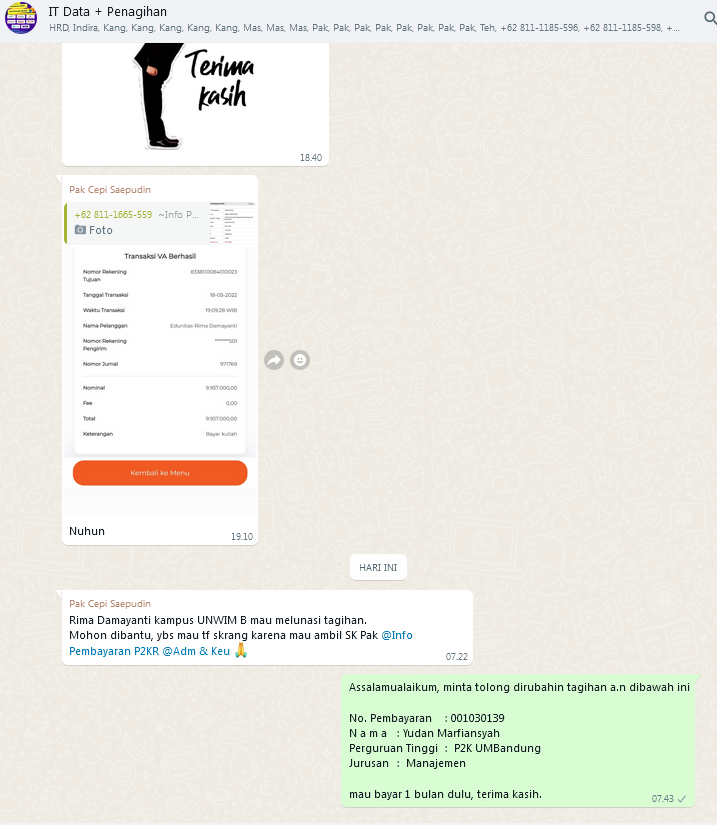 IT Data + Penagihan
HRD, Indira, Kang, Kang, Kang, Kang, Kang, Mas, Mas, Mas, Pak, Pak, Pak, Pak, Pak, Pak, Pak, Pak, Teh, +62 811-1185-596, +62 811-1185-598, +...
Terima
kasih
18.40
Pak Cepi Saepudin
+62 811-1665-559 ~Info P...
Foto
Transaksi VA Berhasil
Nomor Rekening Tujuan 8338110084010023
Tanggal Transaksi 18-05-2022
Waktu Transaksi 19:09:28 WIB
Nama Pelanggan Edunitas-Rima Damayanti
Nomor Rekening Pengirim *******501
Nomor Jurnal 971769
Nominal 9.957.000,00
Fee 0,00
Total 9.957.000,00
Keterangan Bayar kuliah
Kembali ke Menu
Nuhun
19.10
HARI INI
Pak Cepi Saepudin
Rima Damayanti kampus UNWIM B mau melunasi tagihan.
Mohon dibantu, ybs mau tf skrang karena mau ambil SK Pak @Info
Pembayaran P2KR @Adm & Keu 🙏
07.22
Assalamualaikum, minta tolong dirubahin tagihan a.n dibawah ini
No. Pembayaran : 001030139
N a m a : Yudan Marfiansyah
Perguruan Tinggi : P2K UMBandung
Jurusan : Manajemen
mau bayar 1 bulan dulu, terima kasih.
07.43